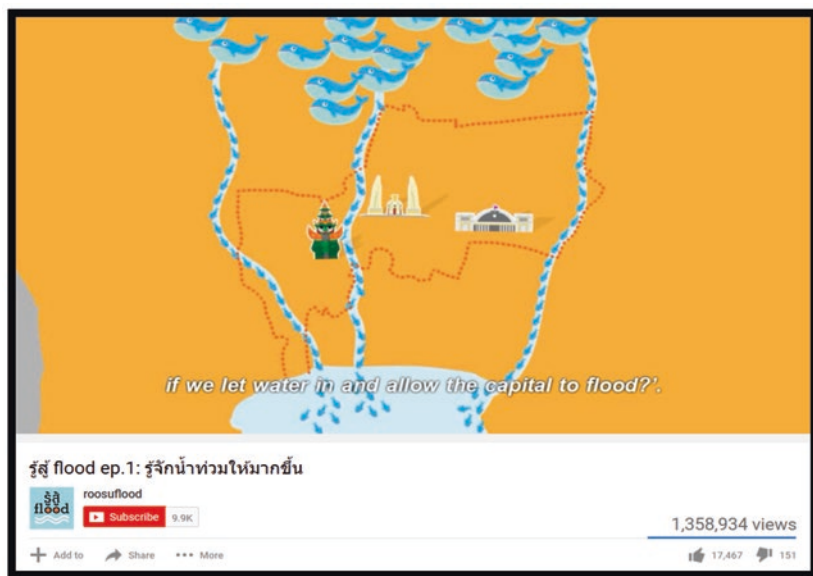 if we let water in and allow the capital to flood?'.
รู้สู้ flood ep.1: รู้จักน้ำท่วมให้มากขึ้น
รู้สู้
flood
roosuflood
Subscribe 9.9K
1,358,934 views
Add to Share More
17,467 151